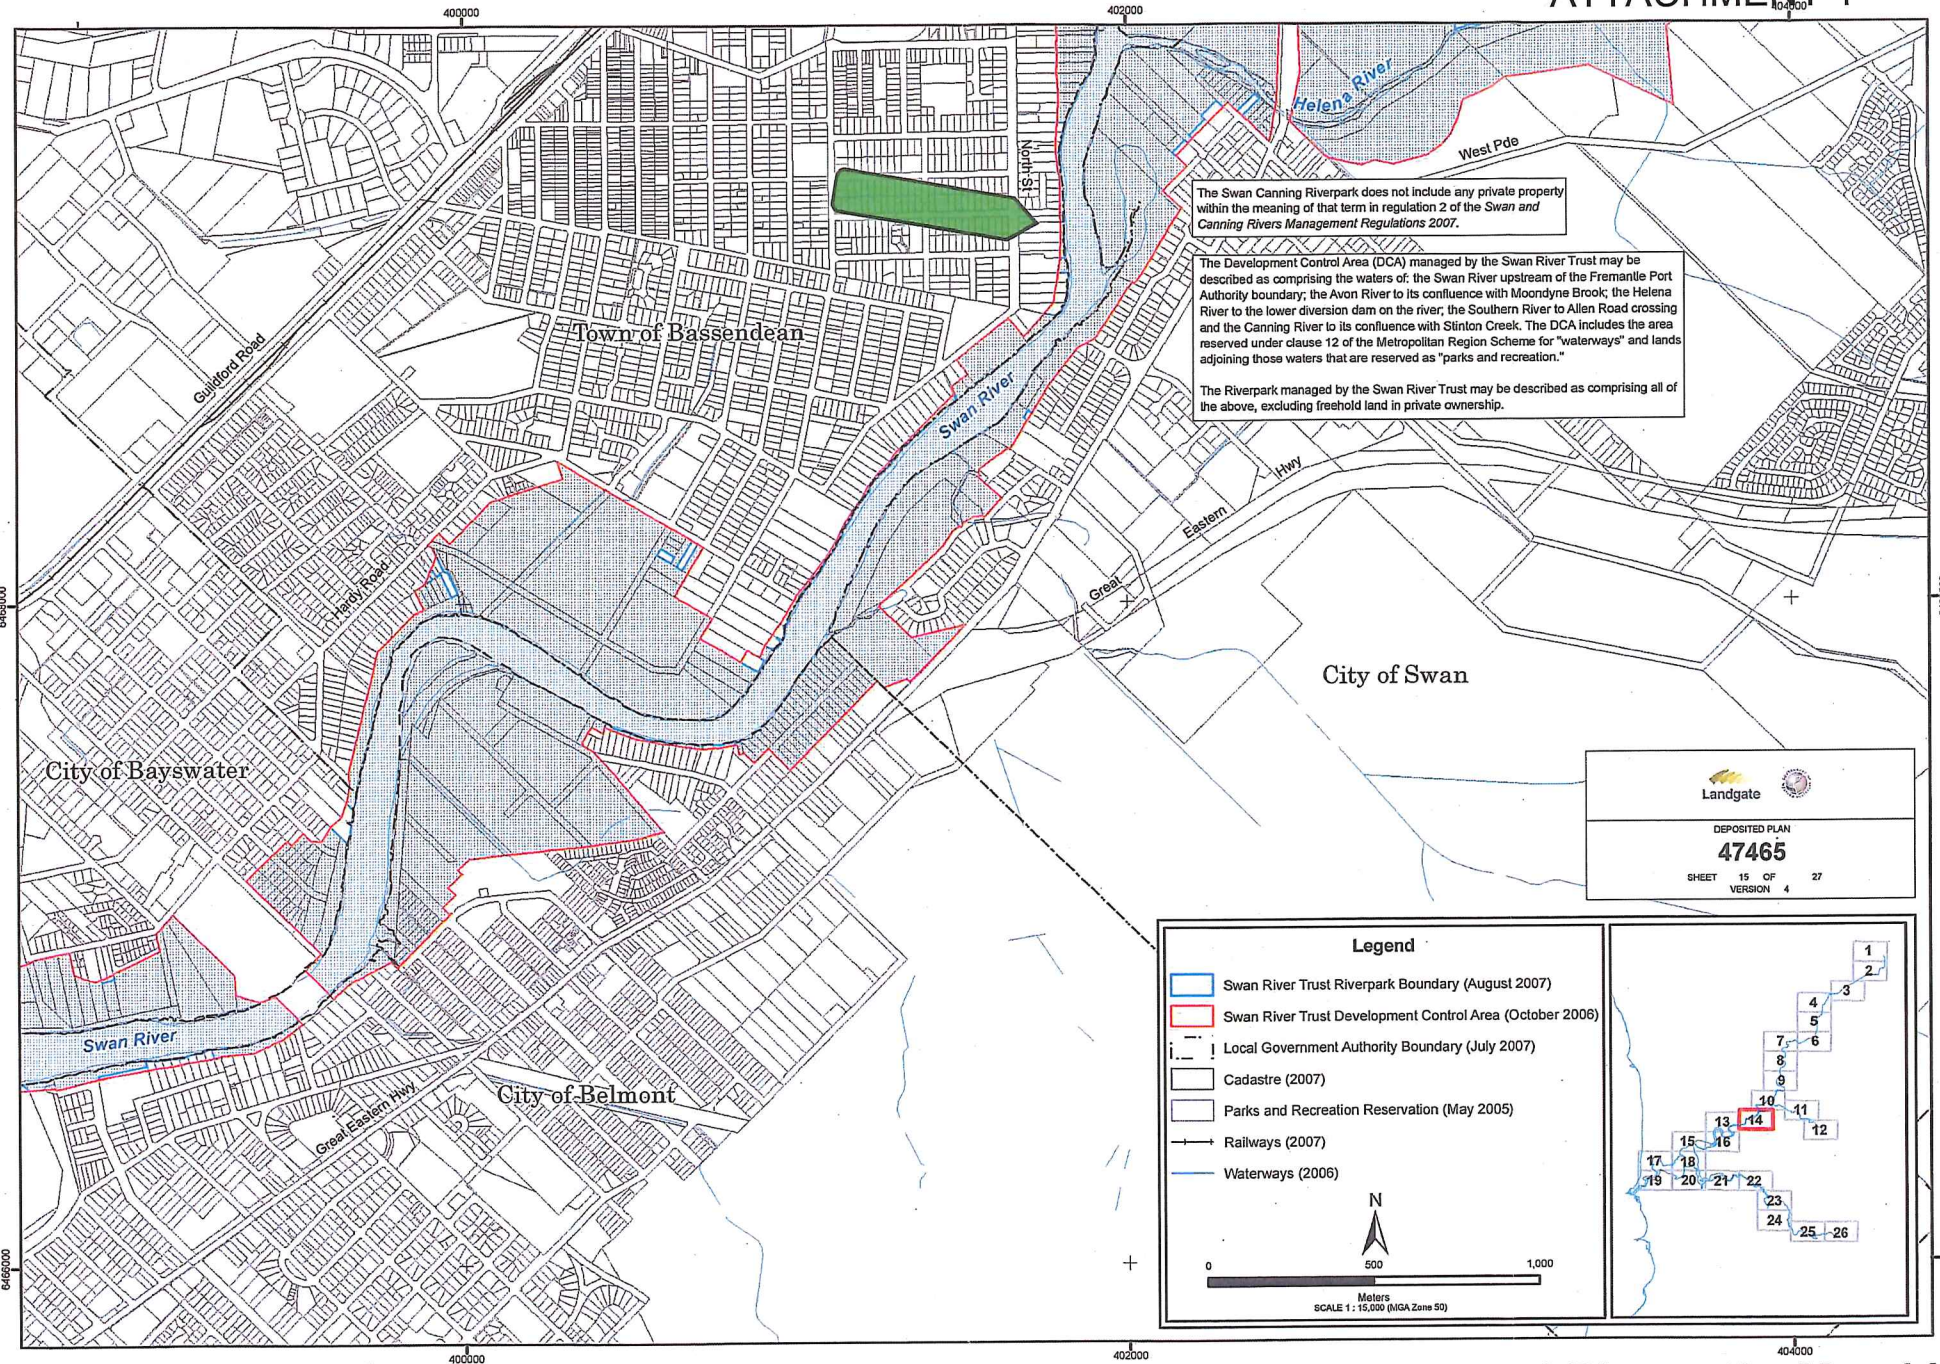 400000
402000
404000
Helena River
West Pde
North St
The Swan Canning Riverpark does not include any private property
within the meaning of that term in regulation 2 of the Swan and
Canning Rivers Management Regulations 2007.
The Development Control Area (DCA) managed by the Swan River Trust may be
described as comprising the waters of: the Swan River upstream of the Fremantle Port
Authority boundary; the Avon River to its confluence with Moondyne Brook; the Helena
River to the lower diversion dam on the river; the Southern River to Allen Road crossing
and the Canning River to its confluence with Stinton Creek. The DCA includes the area
reserved under clause 12 of the Metropolitan Region Scheme for "waterways" and lands
adjoining those waters that are reserved as "parks and recreation."
The Riverpark managed by the Swan River Trust may be described as comprising all of
the above, excluding freehold land in private ownership.
Town of Bassendean
Guildford Road
Swan River
Great Eastern Hwy
Hardy Road
City of Swan
City of Bayswater
Landgate
DEPOSITED PLAN
47465
SHEET 15 OF 27
VERSION 4
Swan River
Great Eastern Hwy
City of Belmont
Legend
Swan River Trust Riverpark Boundary (August 2007)
Swan River Trust Development Control Area (October 2006)
Local Government Authority Boundary (July 2007)
Cadastre (2007)
Parks and Recreation Reservation (May 2005)
Railways (2007)
Waterways (2006)
N
0 500 1,000
Meters
SCALE 1 : 15,000 (MGA Zone 50)
1
2
3
4
5
7 6
8
9
10
11
13 14
12
15 16
17 18
19 20 21 22
23
24
25 26
6466000
400000
402000
404000